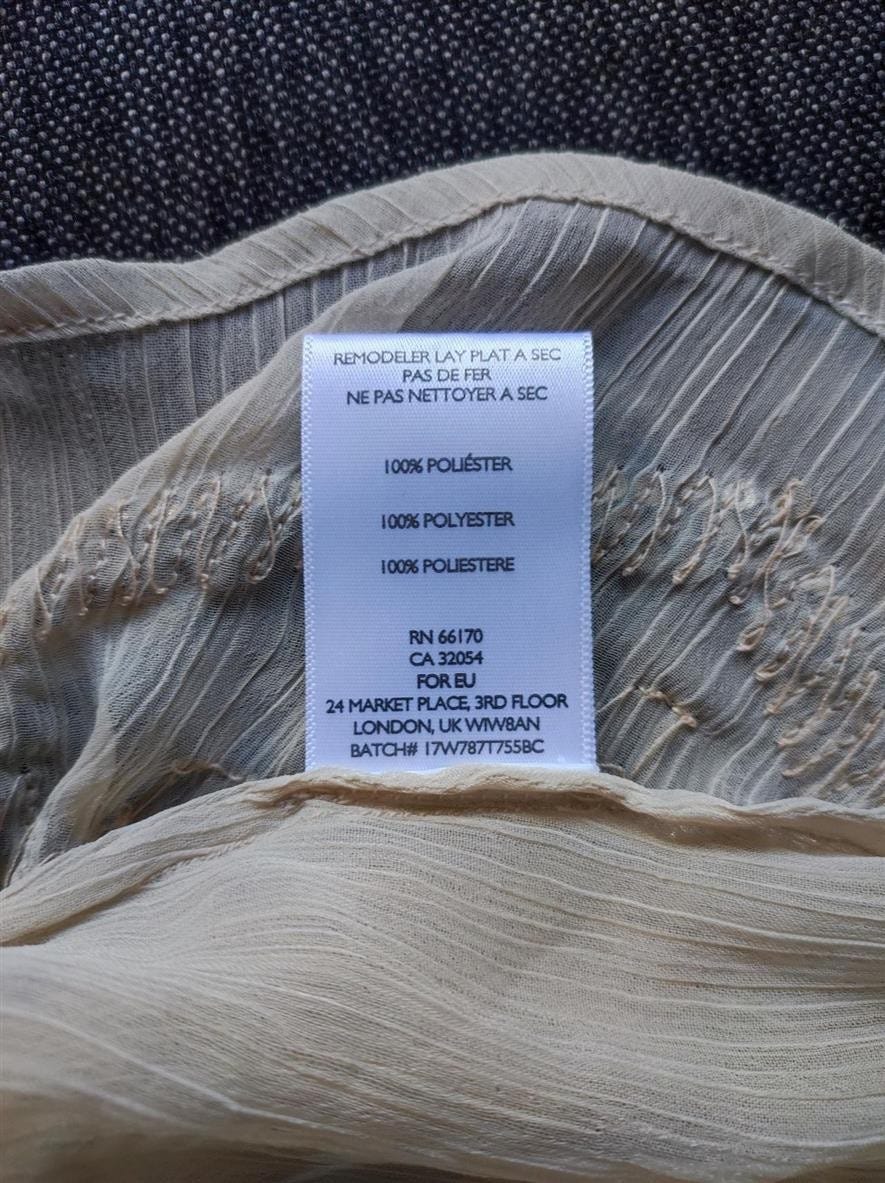 REMODELER LAY PLAT A SEC
PAS DE FER
NE PAS NETTOYER A SEC
100% POLIÉSTER
100% POLYESTER
100% POLIESTERE
RN 66170
CA 32054
FOR EU
24 MARKET PLACE, 3RD FLOOR
LONDON, UK W1W8AN
BATCH# 17W787T755BC